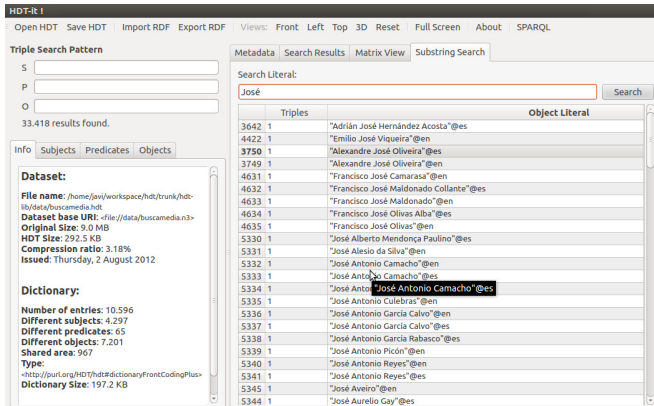 HDT-it !
Open HDT Save HDT Import RDF Export RDF Views: Front Left Top 3D Reset Full Screen About SPARQL
Triple Search Pattern
S
P
O
33.418 results found.
Info Subjects Predicates Objects
Dataset:
File name: /home/javi/workspace/hdt/trunk/hdt-
lib/data/buscamedia.hdt
Dataset base URI: <file://data/buscamedia.n3>
Original Size: 9.0 MB
HDT Size: 292.5 KB
Compression ratio: 3.18%
Issued: Thursday, 2 August 2012
Dictionary:
Number of entries: 10.596
Different subjects: 4.297
Different predicates: 65
Different objects: 7.201
Shared area: 967
Type:
<http://purl.org/HDT/hdt#dictionaryFrontCodingPlus>
Dictionary Size: 197.2 KB
Metadata Search Results Matrix View Substring Search
Search Literal:
José Search
Triples Object Literal
3642 1 "Adrián José Hernández Acosta"@es
4422 1 "Emilio José Viqueira"@en
3750 1 "Alexandre José Oliveira"@es
3749 1 "Alexandre José Oliveira"@en
4631 1 "Francisco José Camarasa"@en
4632 1 "Francisco José Maldonado Collante"@es
4633 1 "Francisco José Maldonado"@en
4634 1 "Francisco José Olivas Alba"@es
4635 1 "Francisco José Olivas"@en
5330 1 "José Alberto Mendonça Paulino"@es
5331 1 "José Alesio da Silva"@en
5332 1 "José Antonio Camacho"@en
5333 1 "José Antonio Camacho"@es
5334 1 "José Anton "José Antonio Camacho"@es
5335 1 "José Antonio Culebras"@en
5336 1 "José Antonio García Calvo"@en
5337 1 "José Antonio García Calvo"@es
5338 1 "José Antonio García Rabasco"@es
5339 1 "José Antonio Picón"@en
5340 1 "José Antonio Reyes"@en
5341 1 "José Antonio Reyes"@es
5345 1 "José Aveiro"@en
5344 1 "José Aurelio Gay"@es